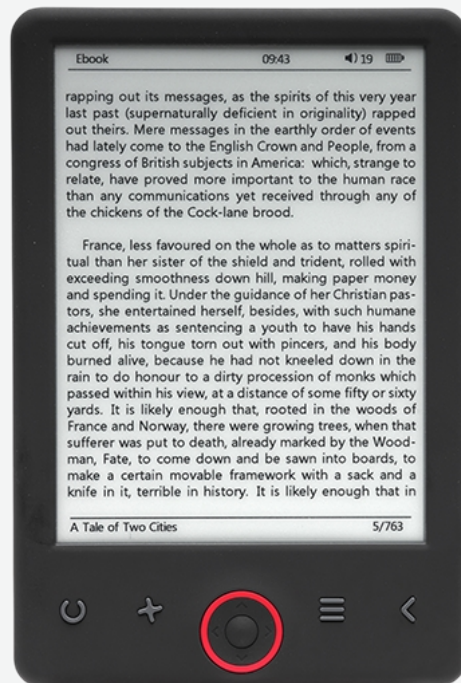 Ebook 09:43 19
rapping out its messages, as the spirits of this very year
last past (supernaturally deficient in originality) rapped
out theirs. Mere messages in the earthly order of events
had lately come to the English Crown and People, from a
congress of British subjects in America: which, strange to
relate, have proved more important to the human race
than any communications yet received through any of
the chickens of the Cock-lane brood.
France, less favoured on the whole as to matters spiri-
tual than her sister of the shield and trident, rolled with
exceeding smoothness down hill, making paper money
and spending it. Under the guidance of her Christian pas-
tors, she entertained herself, besides, with such humane
achievements as sentencing a youth to have his hands
cut off, his tongue torn out with pincers, and his body
burned alive, because he had not kneeled down in the
rain to do honour to a dirty procession of monks which
passed within his view, at a distance of some fifty or sixty
yards. It is likely enough that, rooted in the woods of
France and Norway, there were growing trees, when that
sufferer was put to death, already marked by the Wood-
man, Fate, to come down and be sawn into boards, to
make a certain movable framework with a sack and a
knife in it, terrible in history. It is likely enough that in
A Tale of Two Cities 5/763